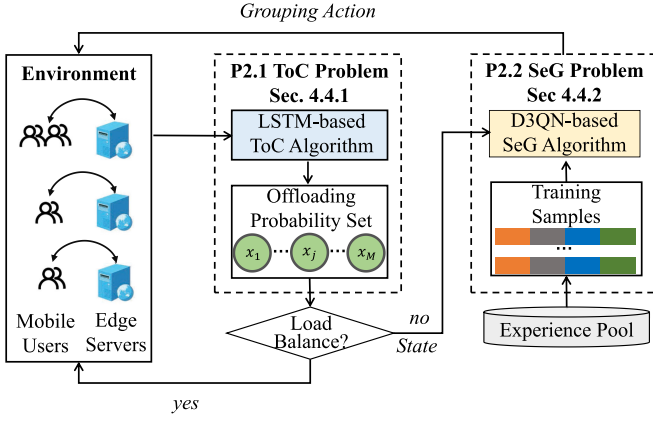 Grouping Action
Environment
Mobile
Users
Edge
Servers
P2.1 ToC Problem
Sec. 4.4.1
LSTM-based
ToC Algorithm
Offloading
Probability Set
x₁ ··· xⱼ ··· x_M
Load
Balance?
yes
no
State
P2.2 SeG Problem
Sec 4.4.2
D3QN-based
SeG Algorithm
Training
Samples
...
Experience Pool